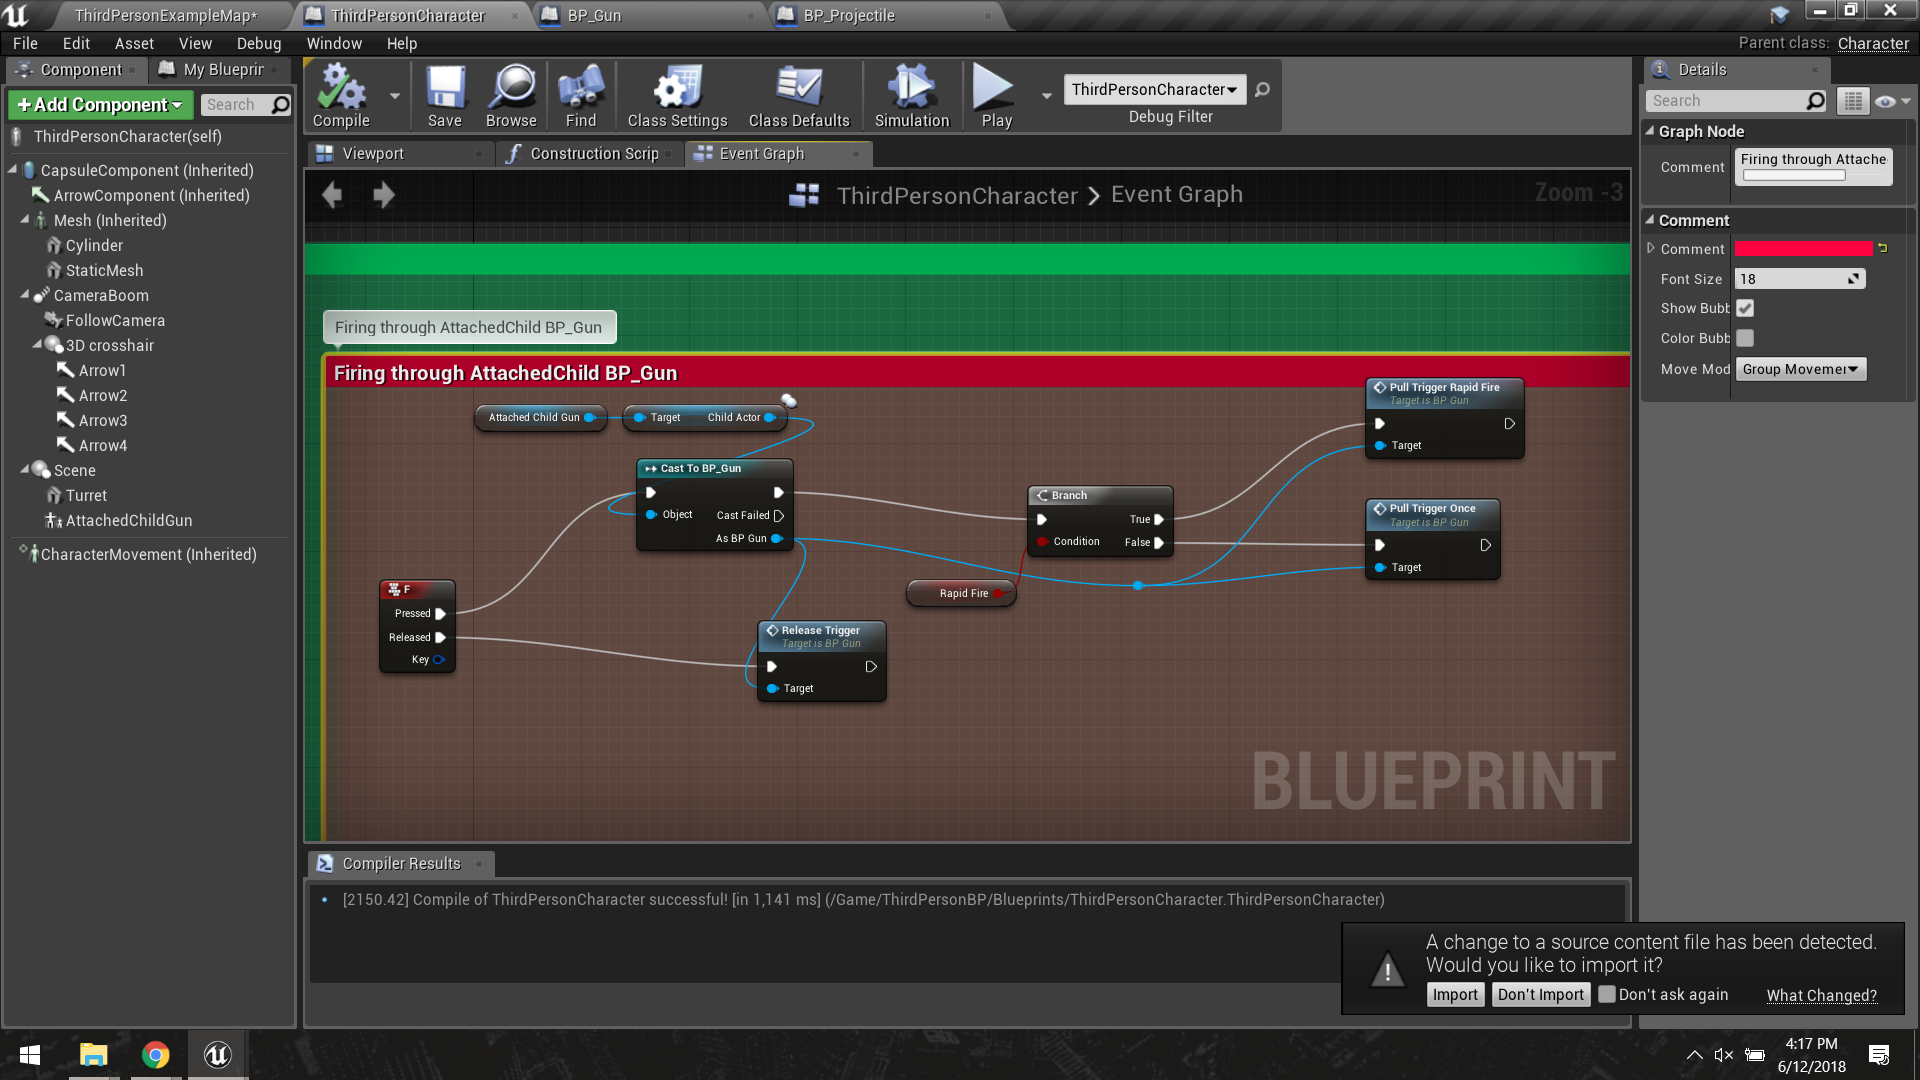 ThirdPersonExampleMap*
ThirdPersonCharacter
BP_Gun
BP_Projectile
File Edit Asset View Debug Window Help
Parent class: Character
Component
My Blueprir
+Add Component
Search
ThirdPersonCharacter(self)
CapsuleComponent (Inherited)
ArrowComponent (Inherited)
Mesh (Inherited)
Cylinder
StaticMesh
CameraBoom
FollowCamera
3D crosshair
Arrow1
Arrow2
Arrow3
Arrow4
Scene
Turret
AttachedChildGun
CharacterMovement (Inherited)
Compile
Save
Browse
Find
Class Settings
Class Defaults
Simulation
Play
ThirdPersonCharacter
Debug Filter
Viewport
Construction Scrip
Event Graph
ThirdPersonCharacter > Event Graph
Zoom -3
Firing through AttachedChild BP_Gun
Firing through AttachedChild BP_Gun
Attached Child Gun
Target Child Actor
Cast To BP_Gun
Object
Cast Failed
As BP Gun
F
Pressed
Released
Key
Release Trigger
Target is BP Gun
Target
Rapid Fire
Branch
True
Condition False
Pull Trigger Rapid Fire
Target is BP Gun
Target
Pull Trigger Once
Target is BP Gun
Target
BLUEPRINT
Compiler Results
[2150.42] Compile of ThirdPersonCharacter successful! [in 1,141 ms] (/Game/ThirdPersonBP/Blueprints/ThirdPersonCharacter.ThirdPersonCharacter)
Details
Search
Graph Node
Comment Firing through Attache
Comment
Comment
Font Size 18
Show Bubb
Color Bubb
Move Mod Group Movemer
A change to a source content file has been detected.
Would you like to import it?
Import Don't Import Don't ask again What Changed?
4:17 PM
6/12/2018